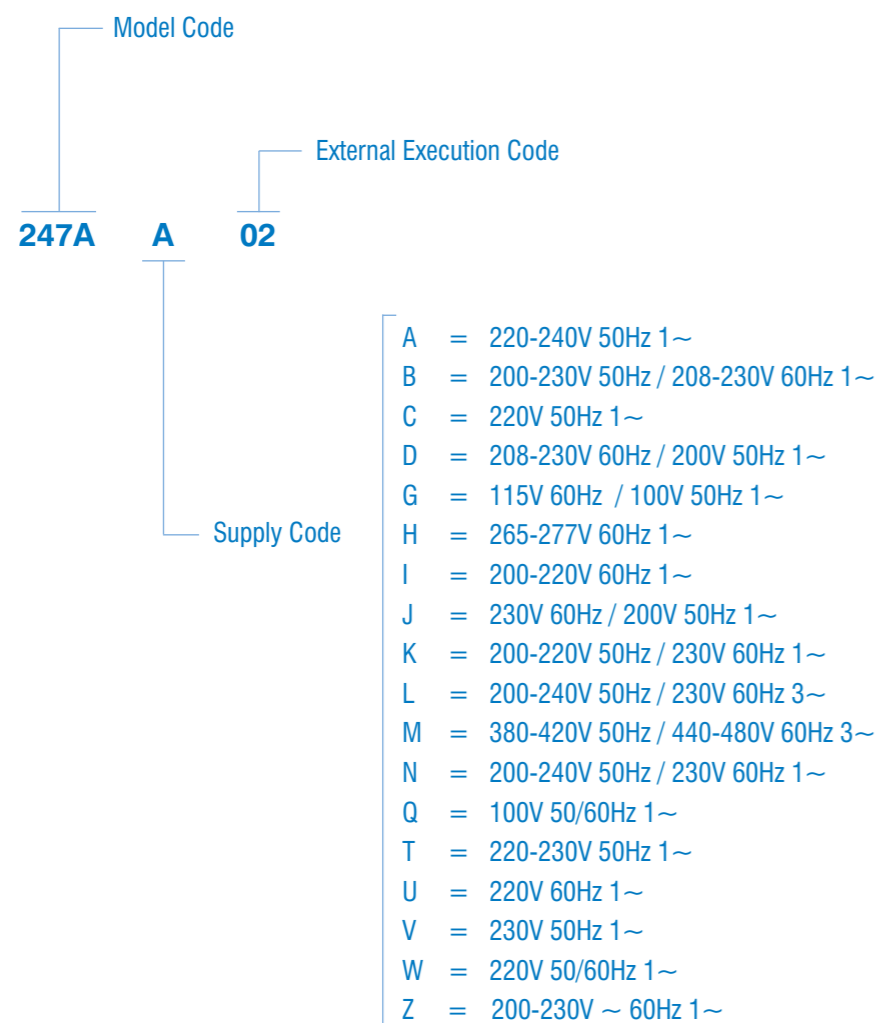 Model Code
External Execution Code
247A A 02
A = 220-240V 50Hz 1~
B = 200-230V 50Hz / 208-230V 60Hz 1~
C = 220V 50Hz 1~
D = 208-230V 60Hz / 200V 50Hz 1~
G = 115V 60Hz / 100V 50Hz 1~
Supply Code
H = 265-277V 60Hz 1~
I = 200-220V 60Hz 1~
J = 230V 60Hz / 200V 50Hz 1~
K = 200-220V 50Hz / 230V 60Hz 1~
L = 200-240V 50Hz / 230V 60Hz 3~
M = 380-420V 50Hz / 440-480V 60Hz 3~
N = 200-240V 50Hz / 230V 60Hz 1~
Q = 100V 50/60Hz 1~
T = 220-230V 50Hz 1~
U = 220V 60Hz 1~
V = 230V 50Hz 1~
W = 220V 50/60Hz 1~
Z = 200-230V ~ 60Hz 1~